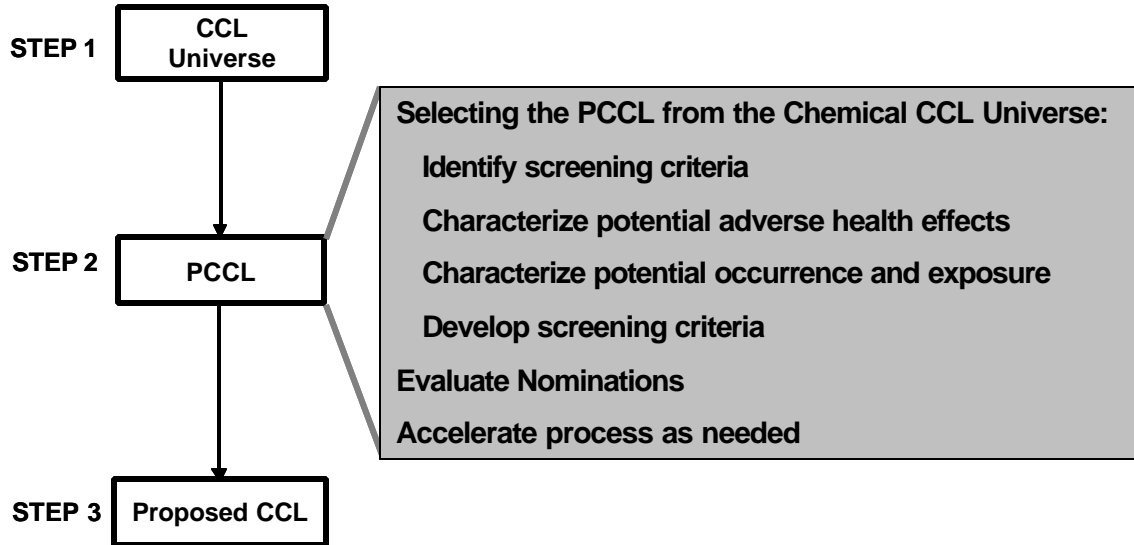 STEP 1
CCL
Universe
STEP 2
PCCL
Selecting the PCCL from the Chemical CCL Universe:
Identify screening criteria
Characterize potential adverse health effects
Characterize potential occurrence and exposure
Develop screening criteria
Evaluate Nominations
Accelerate process as needed
STEP 3
Proposed CCL